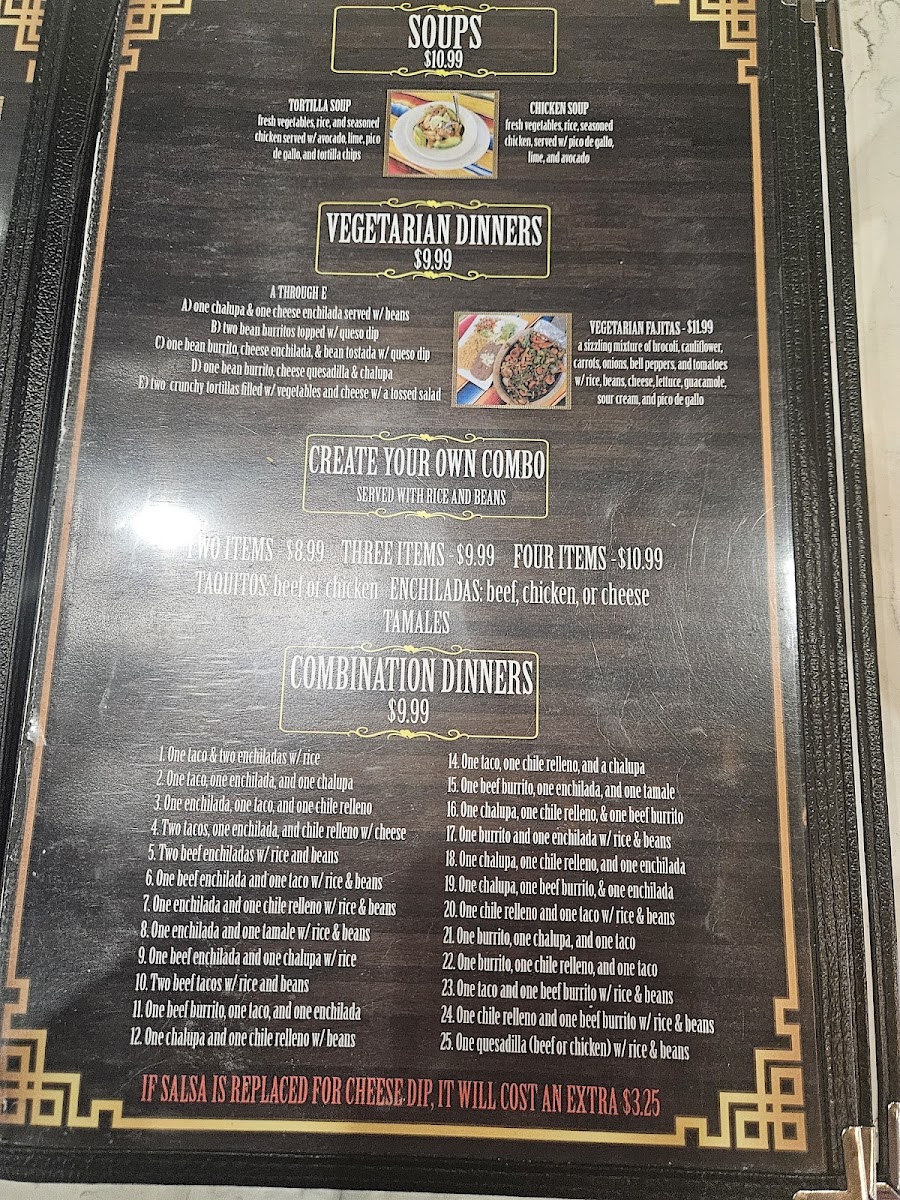 SOUPS
$10.99
TORTILLA SOUP
fresh vegetables, rice, and seasoned
chicken served w/ avocado, lime, pico
de gallo, and tortilla chips
CHICKEN SOUP
fresh vegetables, rice, seasoned
chicken, served w/ pico de gallo,
lime, and avocado
VEGETARIAN DINNERS
$9.99
A THROUGH E
A) one chalupa & one cheese enchilada served w/ beans
B) two bean burritos topped w/ queso dip
C) one bean burrito, cheese enchilada, & bean tostada w/ queso dip
D) one bean burrito, cheese quesadilla & chalupa
E) two crunchy tortillas filled w/ vegetables and cheese w/ a tossed salad
VEGETARIAN FAJITAS - $11.99
a sizzling mixture of brocoli, cauliflower,
carrots, onions, bell peppers, and tomatoes
w/ rice, beans, cheese, lettuce, guacamole,
sour cream, and pico de gallo
CREATE YOUR OWN COMBO
SERVED WITH RICE AND BEANS
TWO ITEMS - $8.99 THREE ITEMS - $9.99 FOUR ITEMS - $10.99
TAQUITOS: beef or chicken ENCHILADAS: beef, chicken, or cheese
TAMALES
COMBINATION DINNERS
$9.99
1. One taco & two enchiladas w/ rice
2. One taco, one enchilada, and one chalupa
3. One enchilada, one taco, and one chile relleno
4. Two tacos, one enchilada, and chile relleno w/ cheese
5. Two beef enchiladas w/ rice and beans
6. One beef enchilada and one taco w/ rice & beans
7. One enchilada and one chile relleno w/ rice & beans
8. One enchilada and one tamale w/ rice & beans
9. One beef enchilada and one chalupa w/ rice
10. Two beef tacos w/ rice and beans
11. One beef burrito, one taco, and one enchilada
12. One chalupa and one chile relleno w/ beans
14. One taco, one chile relleno, and a chalupa
15. One beef burrito, one enchilada, and one tamale
16. One chalupa, one chile relleno, & one beef burrito
17. One burrito and one enchilada w/ rice & beans
18. One chalupa, one chile relleno, and one enchilada
19. One chalupa, one beef burrito, & one enchilada
20. One chile relleno and one taco w/ rice & beans
21. One burrito, one chalupa, and one taco
22. One burrito, one chile relleno, and one taco
23. One taco and one beef burrito w/ rice & beans
24. One chile relleno and one beef burrito w/ rice & beans
25. One quesadilla (beef or chicken) w/ rice & beans
IF SALSA IS REPLACED FOR CHEESE DIP, IT WILL COST AN EXTRA $3.25